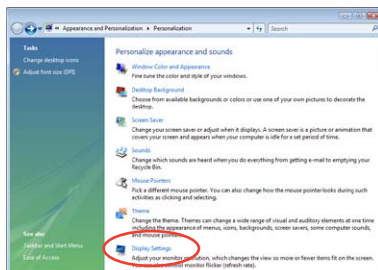 Appearance and Personalization ▸ Personalization
Search
Tasks
Change desktop icons
Adjust font size (DPI)
Personalize appearance and sounds
Window Color and Appearance
Fine tune the color and style of your windows.
Desktop Background
Choose from available backgrounds or colors or use one of your own pictures to decorate the
desktop.
Screen Saver
Change your screen saver or adjust when it displays. A screen saver is a picture or animation that
covers your screen and appears when your computer is idle for a set period of time.
Sounds
Change which sounds are heard when you do everything from getting e-mail to emptying your
Recycle Bin.
Mouse Pointers
Pick a different mouse pointer. You can also change how the mouse pointer looks during such
activities as clicking and selecting.
Theme
Change the theme. Themes can change a wide range of visual and auditory elements at one time
including the appearance of menus, icons, backgrounds, screen savers, some computer sounds,
and mouse pointers.
See also
Taskbar and Start Menu
Ease of Access
Display Settings
Adjust your monitor resolution, which changes the view so more or fewer items fit on the screen.
You can also control monitor flicker (refresh rate).